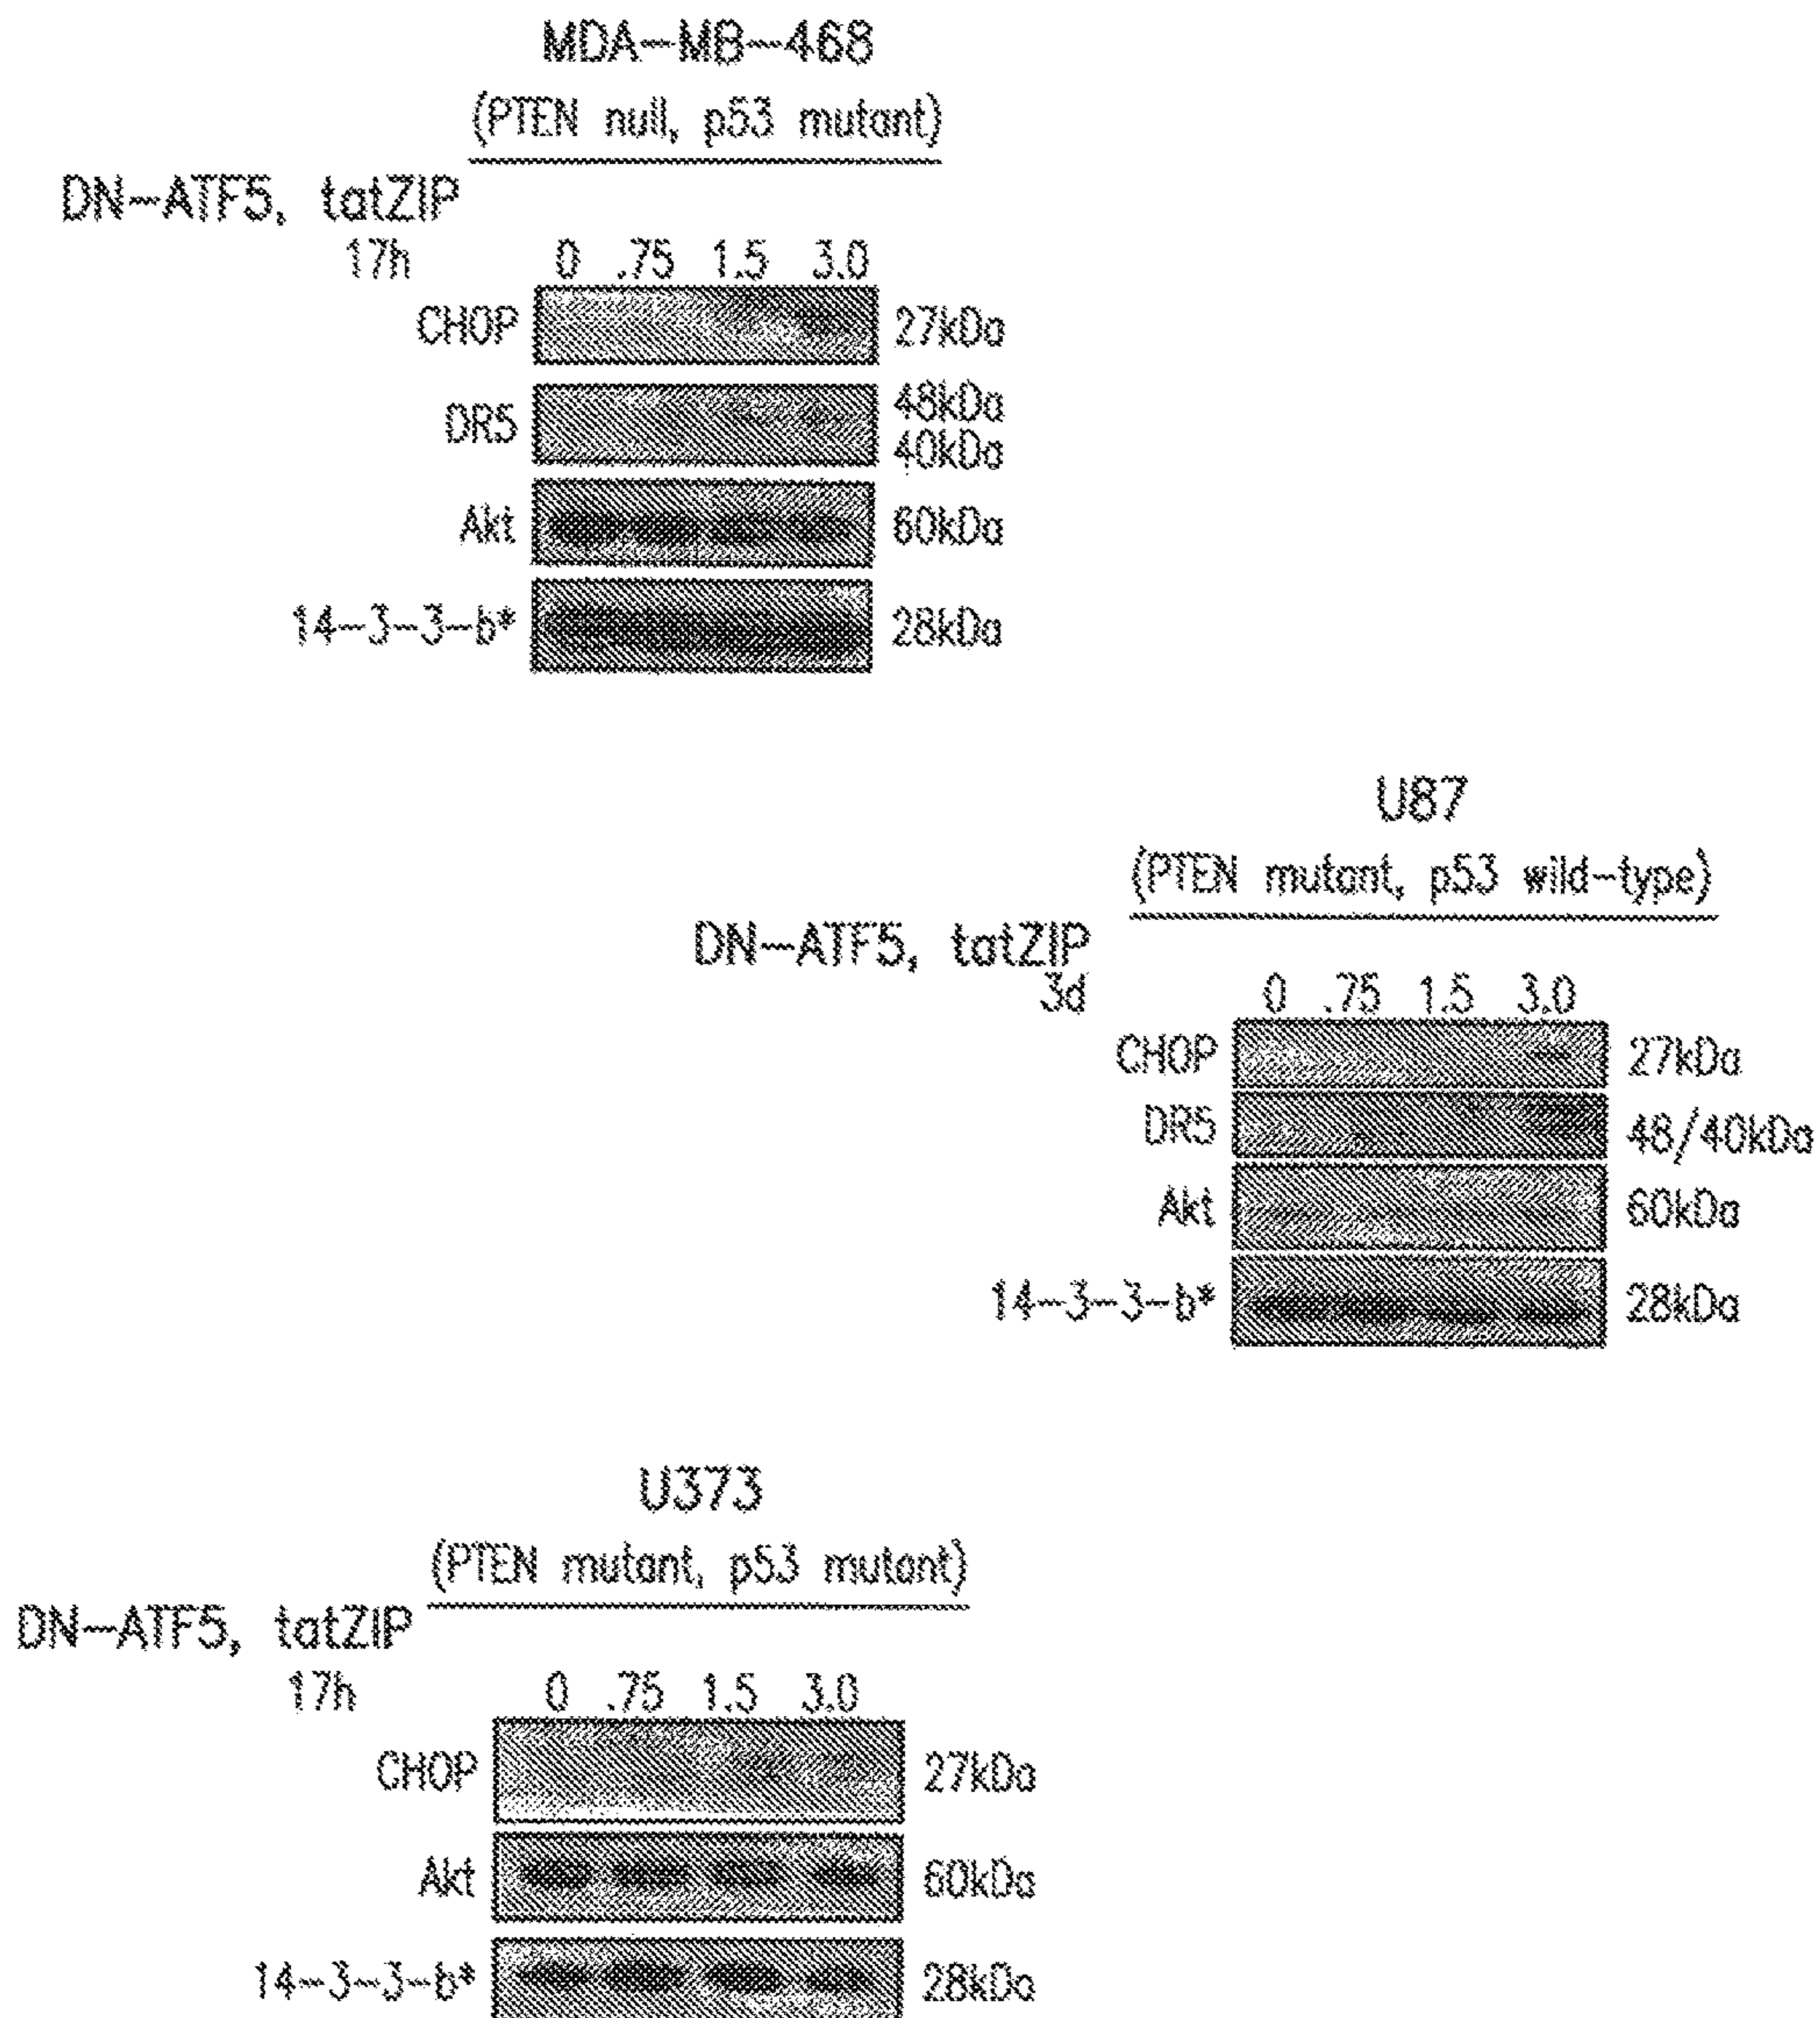 MDA-MB-468
(PTEN null, p53 mutant)
DN-ATF5, tatZIP
17h 0 .75 1.5 3.0
CHOP 27kDa
DR5 48kDa
40kDa
Akt 60kDa
14-3-3-b* 28kDa
U87
(PTEN mutant, p53 wild-type)
DN-ATF5, tatZIP
3d 0 .75 1.5 3.0
CHOP 27kDa
DR5 48/40kDa
Akt 60kDa
14-3-3-b* 28kDa
U373
(PTEN mutant, p53 mutant)
DN-ATF5, tatZIP
17h 0 .75 1.5 3.0
CHOP 27kDa
Akt 60kDa
14-3-3-b* 28kDa